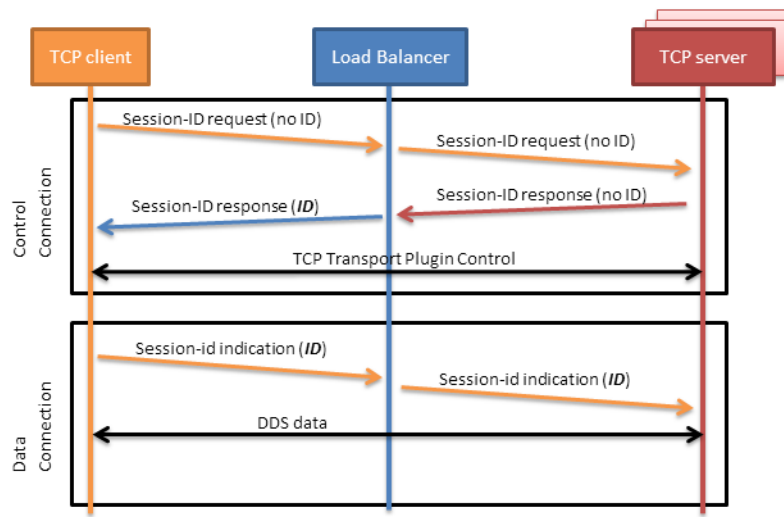 TCP client
Load Balancer
TCP server
Control
Connection
Session-ID request (no ID)
Session-ID request (no ID)
Session-ID response (no ID)
Session-ID response (ID)
TCP Transport Plugin Control
Data
Connection
Session-id indication (ID)
Session-id indication (ID)
DDS data